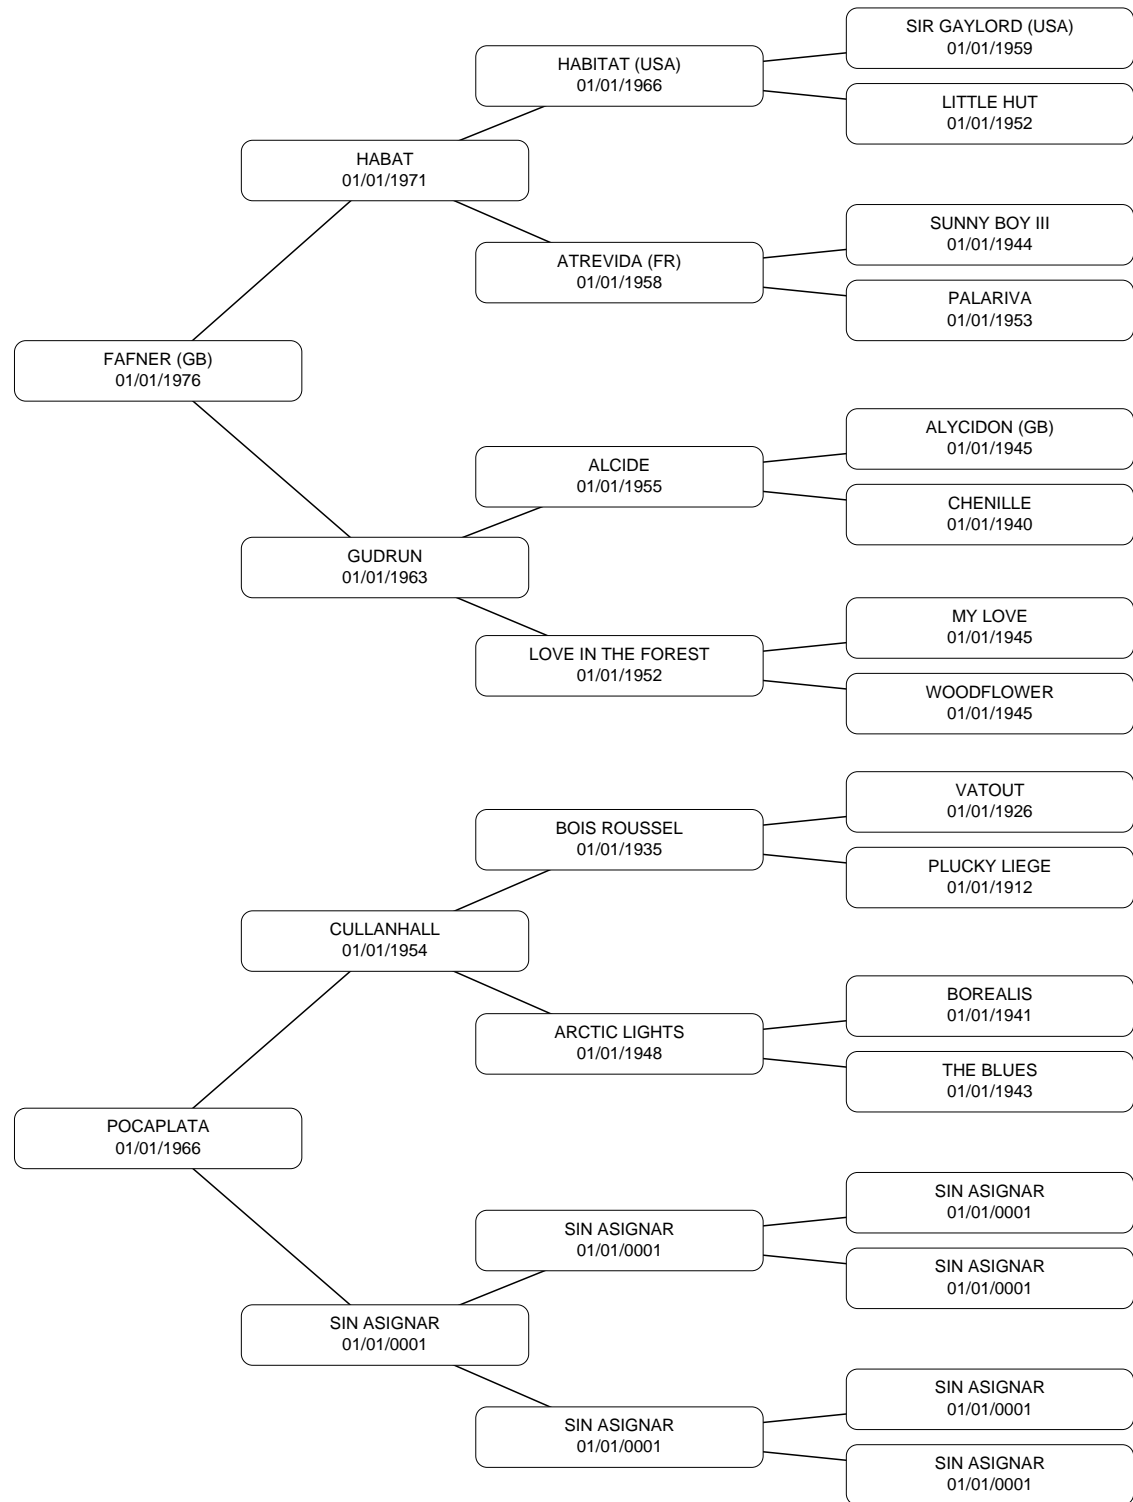 SIR GAYLORD (USA)
01/01/1959
HABITAT (USA)
01/01/1966
LITTLE HUT
01/01/1952
HABAT
01/01/1971
SUNNY BOY III
01/01/1944
ATREVIDA (FR)
01/01/1958
PALARIVA
01/01/1953
FAFNER (GB)
01/01/1976
ALYCIDON (GB)
01/01/1945
ALCIDE
01/01/1955
CHENILLE
01/01/1940
GUDRUN
01/01/1963
MY LOVE
01/01/1945
LOVE IN THE FOREST
01/01/1952
WOODFLOWER
01/01/1945
VATOUT
01/01/1926
BOIS ROUSSEL
01/01/1935
PLUCKY LIEGE
01/01/1912
CULLANHALL
01/01/1954
BOREALIS
01/01/1941
ARCTIC LIGHTS
01/01/1948
THE BLUES
01/01/1943
POCAPLATA
01/01/1966
SIN ASIGNAR
01/01/0001
SIN ASIGNAR
01/01/0001
SIN ASIGNAR
01/01/0001
SIN ASIGNAR
01/01/0001
SIN ASIGNAR
01/01/0001
SIN ASIGNAR
01/01/0001
SIN ASIGNAR
01/01/0001